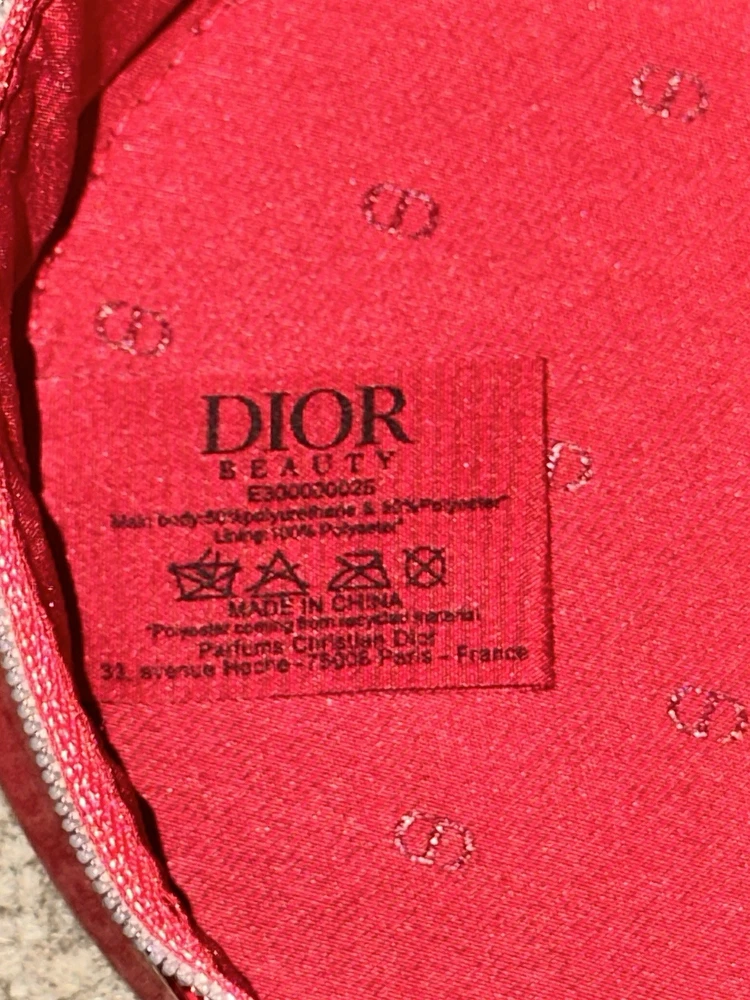 DIOR
BEAUTY
E300000025
Main body:50%polyurethane & 50%Polyester*
Lining:100% Polyester*
MADE IN CHINA
*Polyester coming from recycled material
Parfums Christian Dior
33, avenue Hoche-75008 Paris - France